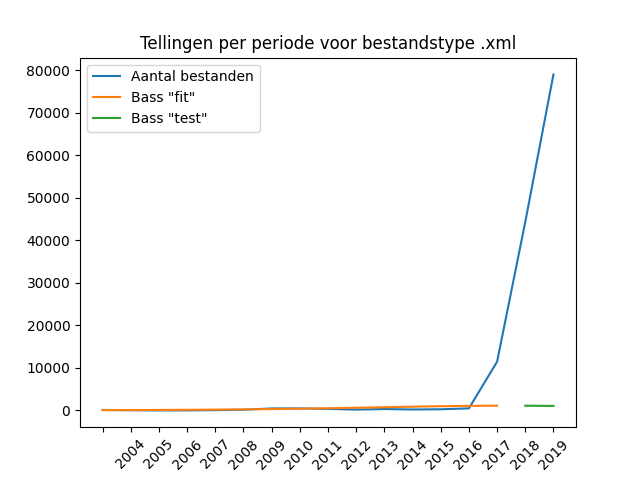 Tellingen per periode voor bestandstype .xml
Aantal bestanden
Bass "fit"
Bass "test"
80000
70000
60000
50000
40000
30000
20000
10000
0
2004 2005 2006 2007 2008 2009 2010 2011 2012 2013 2014 2015 2016 2017 2018 2019